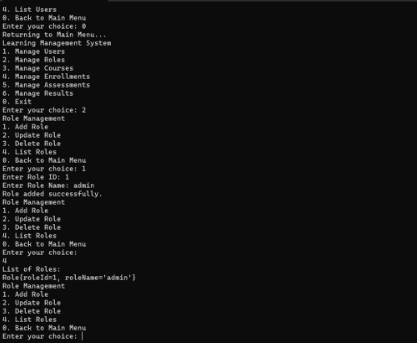 4. List Users
0. Back to Main Menu
Enter your choice: 0
Returning to Main Menu...
Learning Management System
1. Manage Users
2. Manage Roles
3. Manage Courses
4. Manage Enrollments
5. Manage Assessments
6. Manage Results
0. Exit
Enter your choice: 2
Role Management
1. Add Role
2. Update Role
3. Delete Role
4. List Roles
0. Back to Main Menu
Enter your choice: 1
Enter Role ID: 1
Enter Role Name: admin
Role added successfully.
Role Management
1. Add Role
2. Update Role
3. Delete Role
4. List Roles
0. Back to Main Menu
Enter your choice:
4
List of Roles:
Role{roleId=1, roleName='admin'}
Role Management
1. Add Role
2. Update Role
3. Delete Role
4. List Roles
0. Back to Main Menu
Enter your choice: